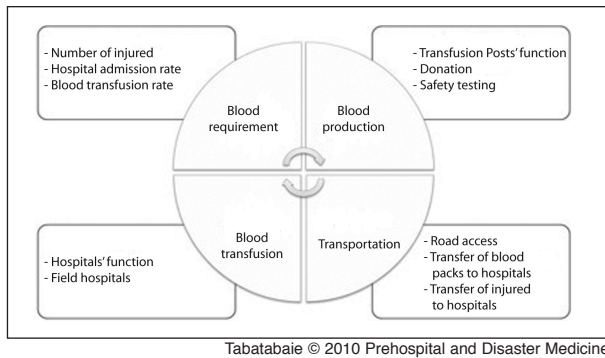 - Number of injured
- Hospital admission rate
- Blood transfusion rate
- Transfusion Posts' function
- Donation
- Safety testing
Blood
requirement
Blood
production
Blood
transfusion
Transportation
- Hospitals' function
- Field hospitals
- Road access
- Transfer of blood
packs to hospitals
- Transfer of injured
to hospitals
Tabatabaie © 2010 Prehospital and Disaster Medicine